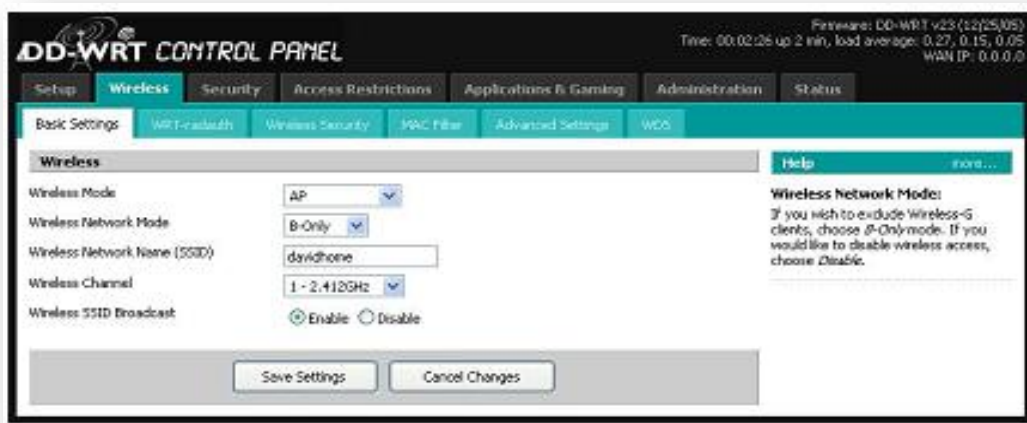 Firmware: DD-WRT v23 (12/25/05)
Time: 00:02:26 up 2 min, load average: 0.27, 0.15, 0.05
WAN IP: 0.0.0.0
DD-WRT CONTROL PANEL
Setup Wireless Security Access Restrictions Applications & Gaming Administration Status
Basic Settings WRT-radauth Wireless Security MAC Filter Advanced Settings WDS
Wireless
Wireless Mode AP
Wireless Network Mode B-Only
Wireless Network Name (SSID) davidhome
Wireless Channel 1 - 2.412GHz
Wireless SSID Broadcast Enable Disable
Save Settings Cancel Changes
Help more...
Wireless Network Mode:
If you wish to exclude Wireless-G
clients, choose B-Only mode. If you
would like to disable wireless access,
choose Disable.